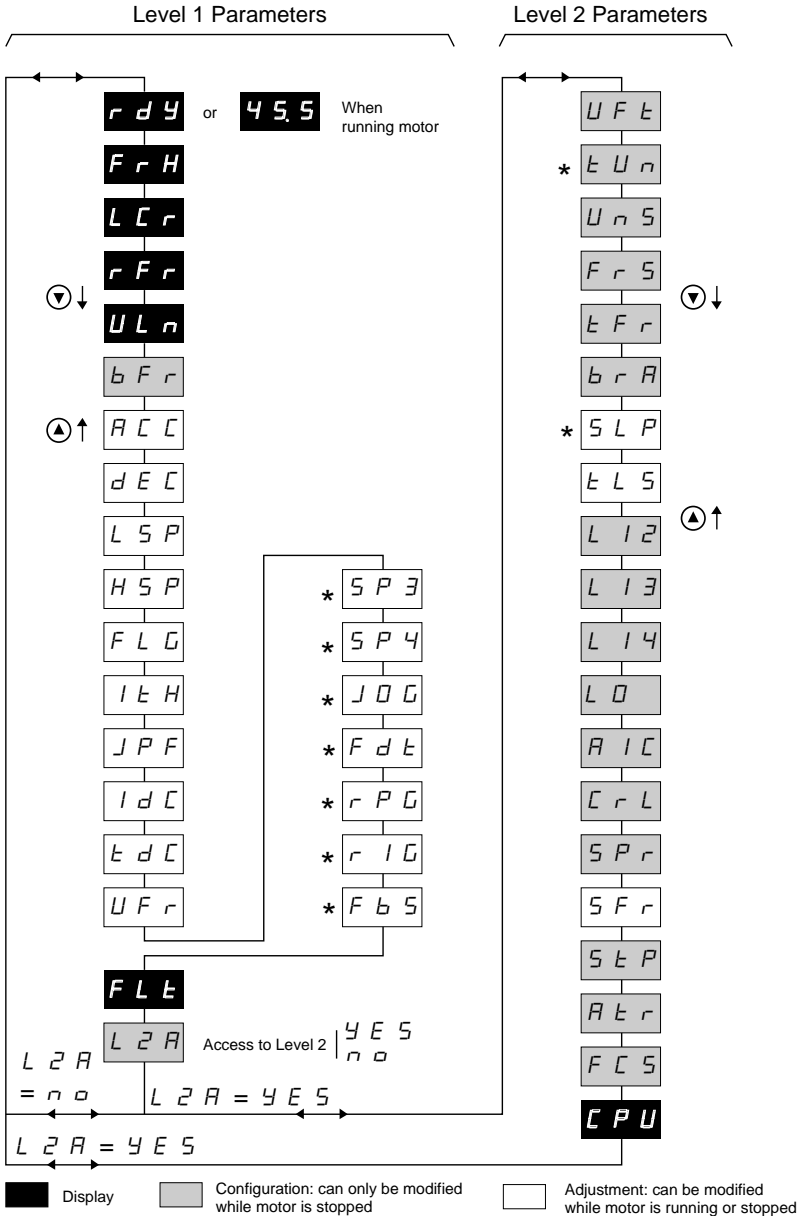 Level 1 Parameters
Level 2 Parameters
rdY or 45.5 When
running motor
FrH
LCr
rFr
ULn
bFr
ACC
dEC
LSP
HSP
FLG
ItH
JPF
IdC
tdC
UFr
* SP3
* SP4
* JOG
* Fdt
* rPG
* rIG
* FbS
FLt
L2A Access to Level 2 YES
no
L2A
= no
L2A = YES
L2A = YES
UFt
* tUn
UnS
FrS
tFr
brA
* SLP
tLS
LI2
LI3
LI4
LO
AIC
CrL
SPr
SFr
StP
Atr
FCS
CPU
Display
Configuration: can only be modified
while motor is stopped
Adjustment: can be modified
while motor is running or stopped